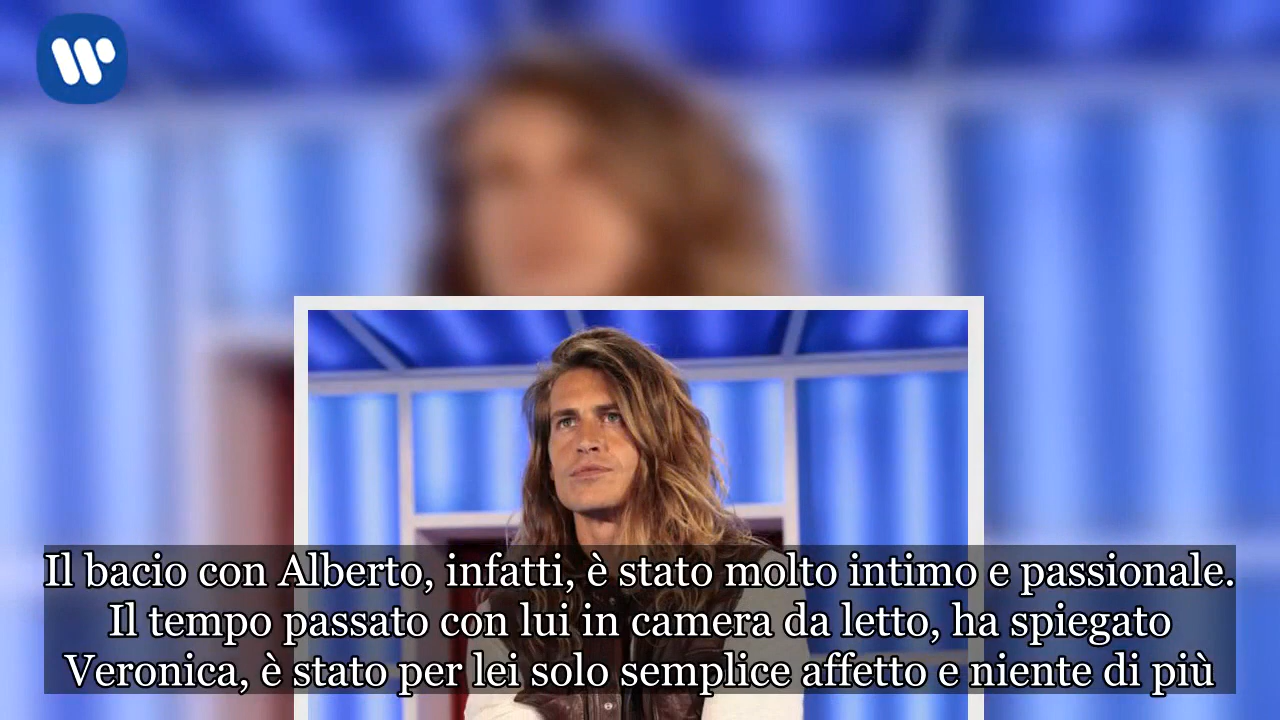 Il bacio con Alberto, infatti, è stato molto intimo e passionale.
Il tempo passato con lui in camera da letto, ha spiegato
Veronica, è stato per lei solo semplice affetto e niente di più